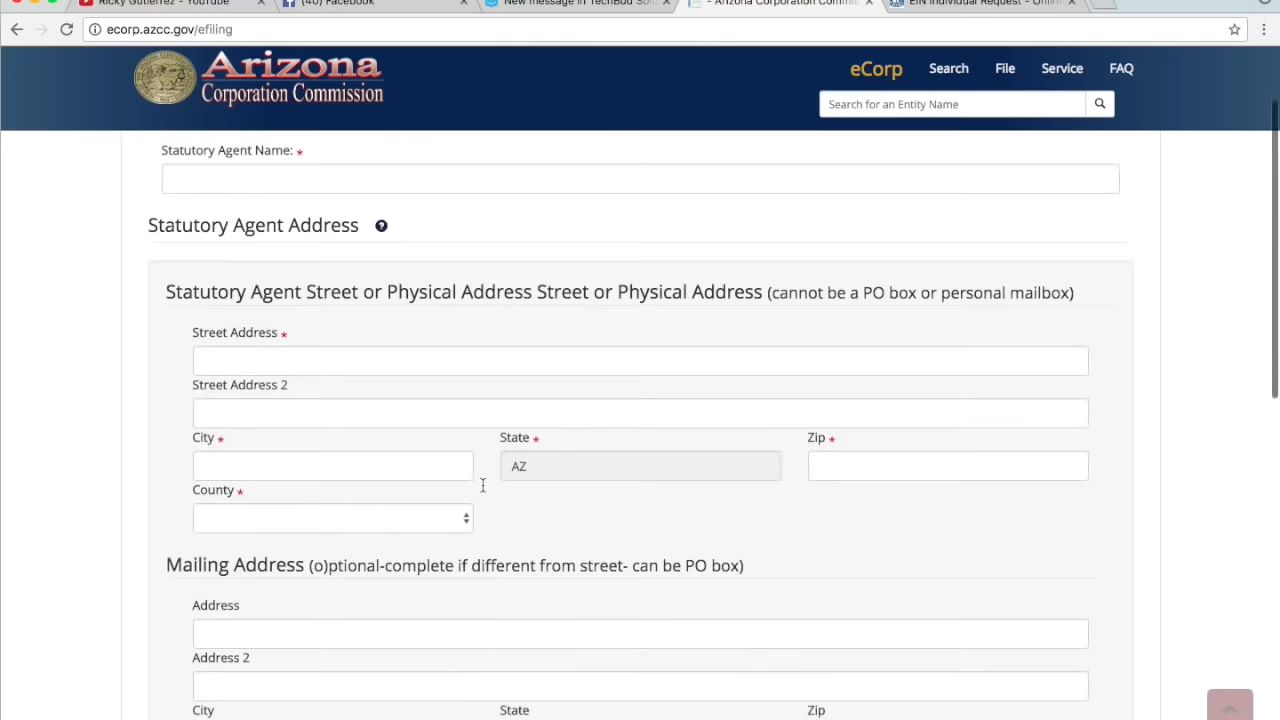 Ricky Gutierrez - YouTube
(40) Facebook
New message in TechBud Solu
- Arizona Corporation Commis
EIN Individual Request - Onlin
ecorp.azcc.gov/efiling
Arizona
Corporation Commission
eCorp Search File Service FAQ
Search for an Entity Name
Statutory Agent Name: *
Statutory Agent Address
Statutory Agent Street or Physical Address Street or Physical Address (cannot be a PO box or personal mailbox)
Street Address *
Street Address 2
City * State * Zip *
AZ
County *
Mailing Address (o)ptional-complete if different from street- can be PO box)
Address
Address 2
City State Zip